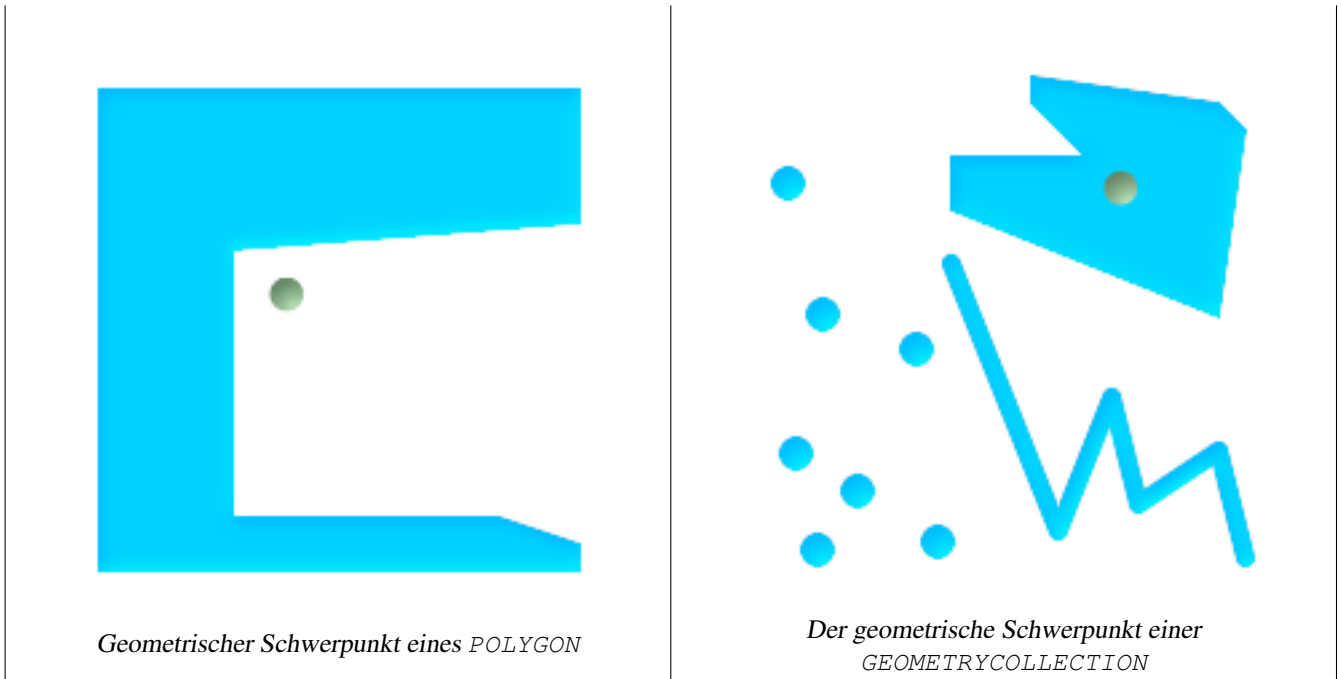 Geometrischer Schwerpunkt eines POLYGON
Der geometrische Schwerpunkt einer
GEOMETRYCOLLECTION